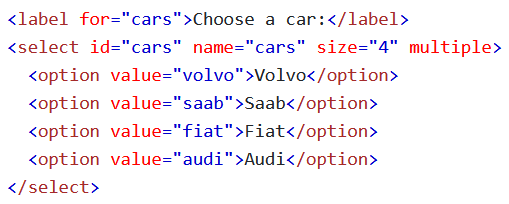 <label for="cars">Choose a car:</label>
<select id="cars" name="cars" size="4" multiple>
  <option value="volvo">Volvo</option>
  <option value="saab">Saab</option>
  <option value="fiat">Fiat</option>
  <option value="audi">Audi</option>
</select>